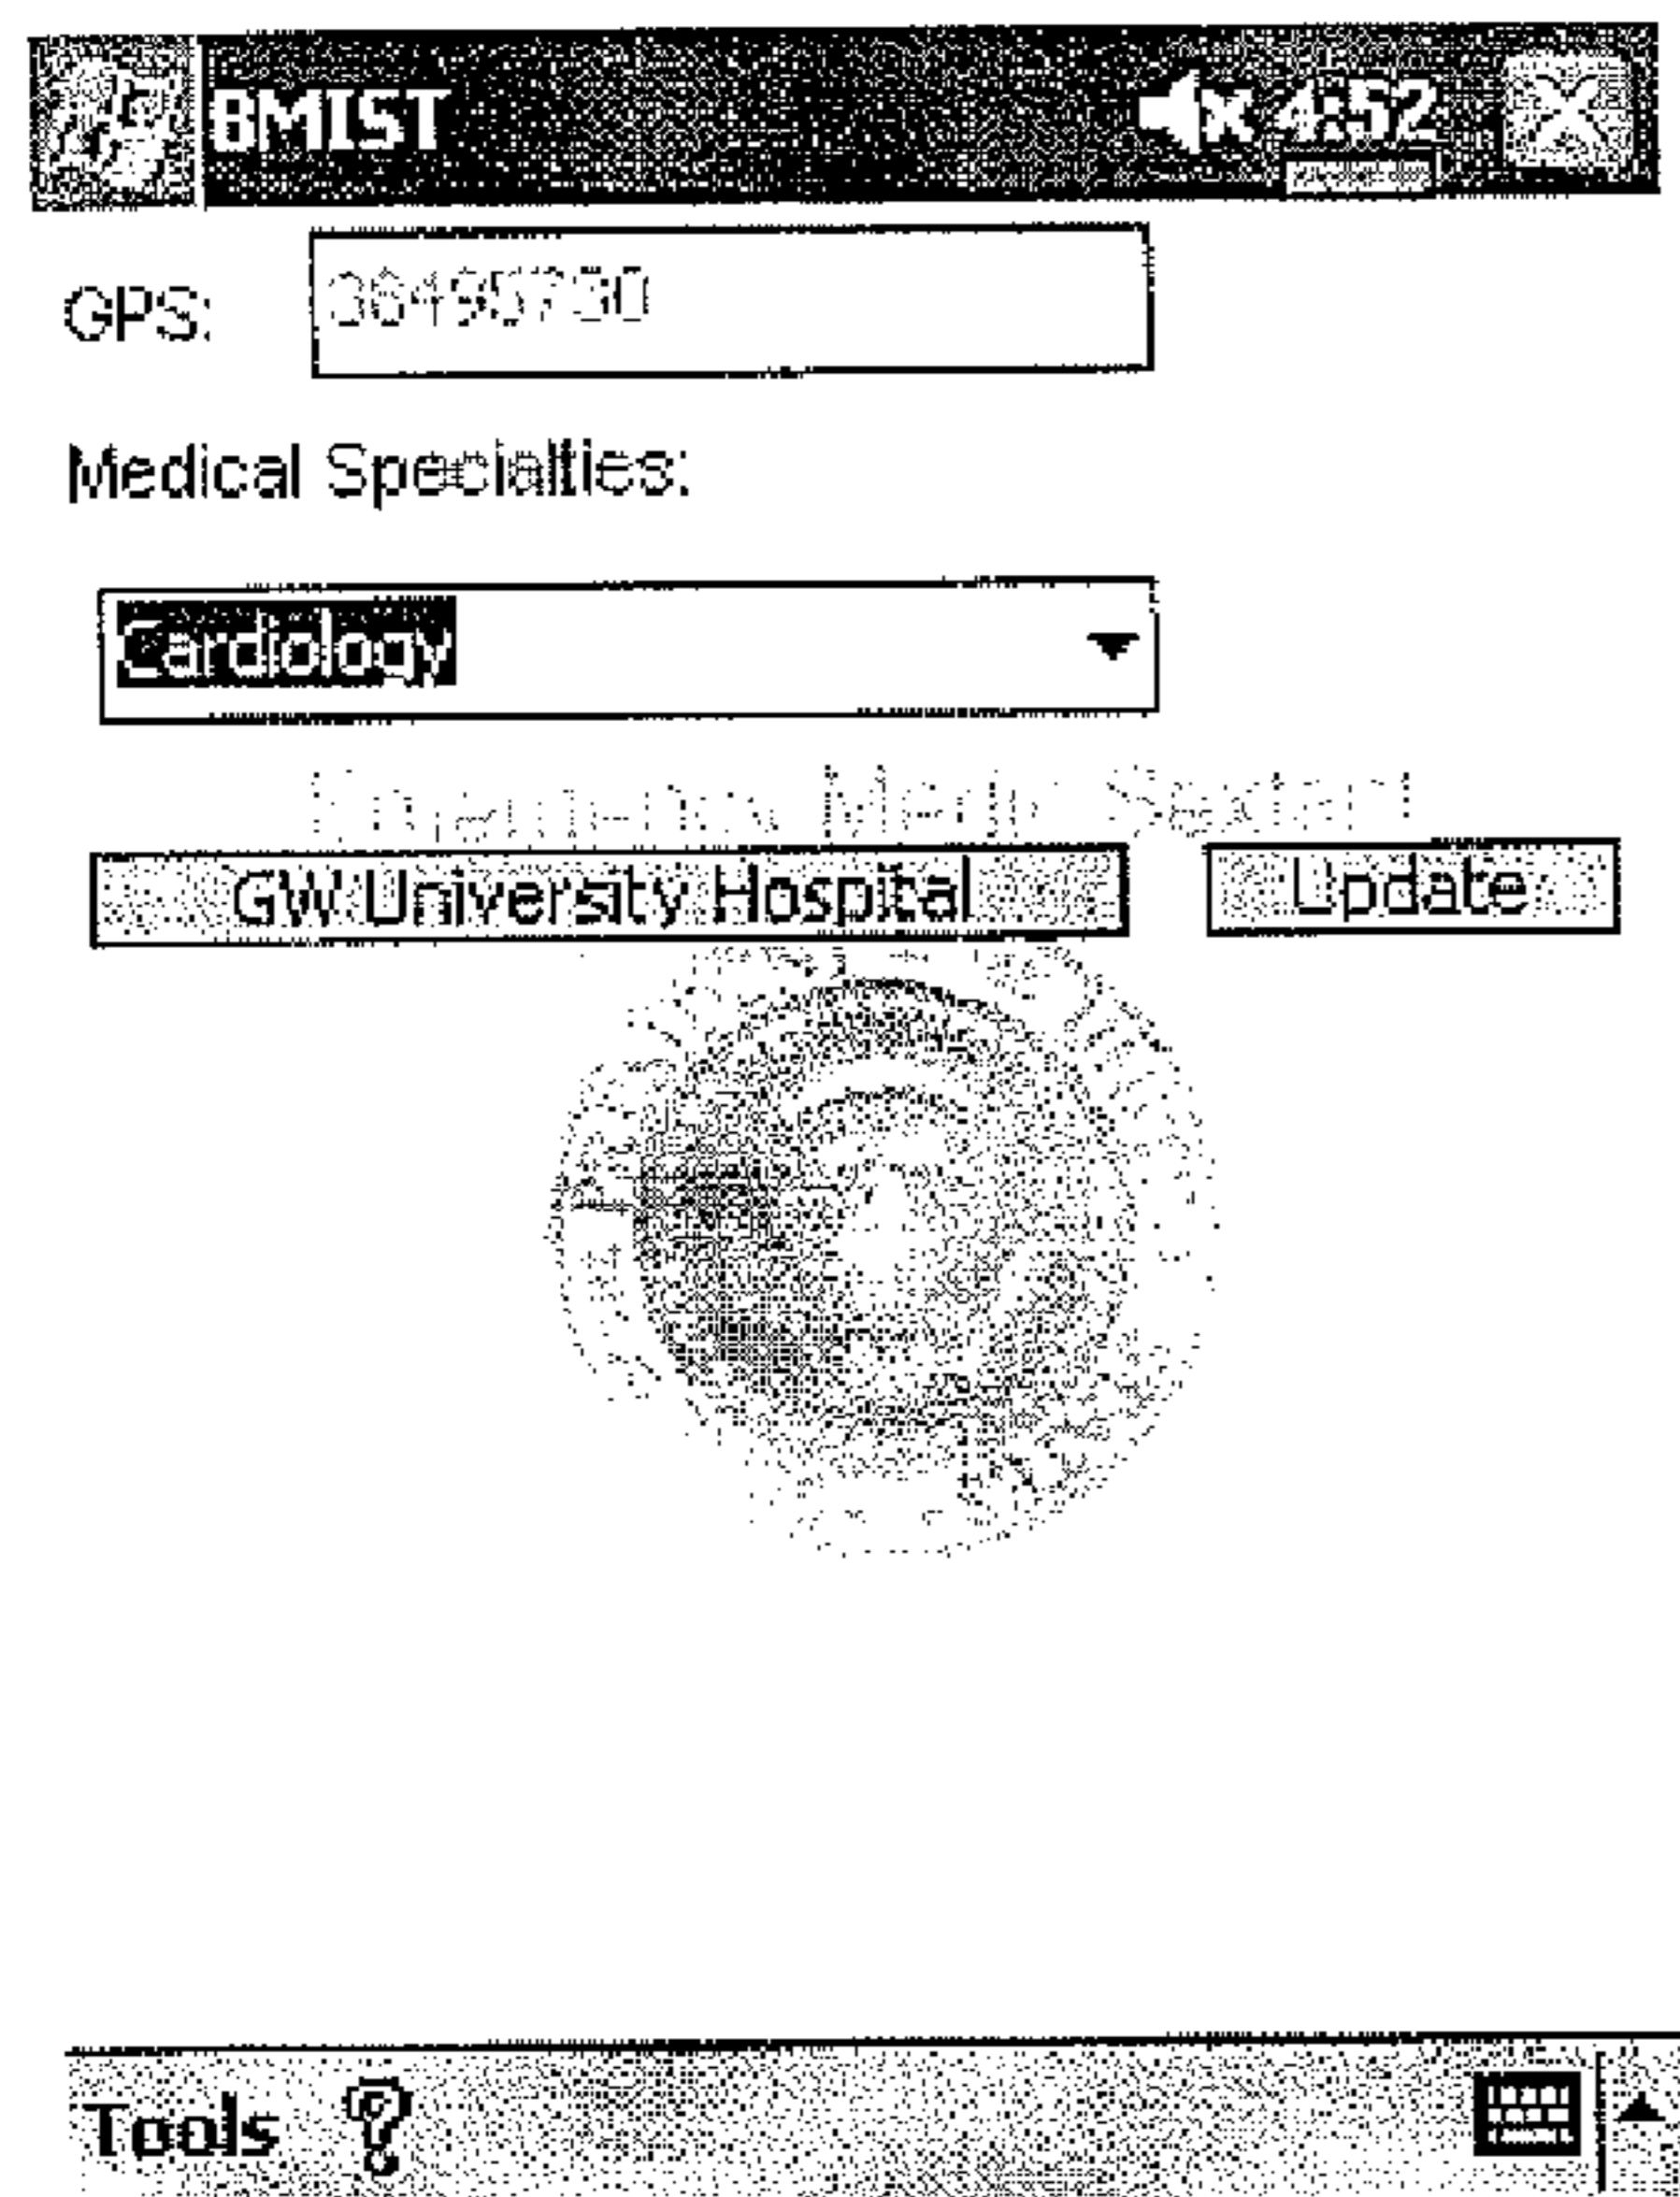 BMIST 4:52
GPS:
Medical Specialties:
Cardiology
GW University Hospital Update
Tools ?